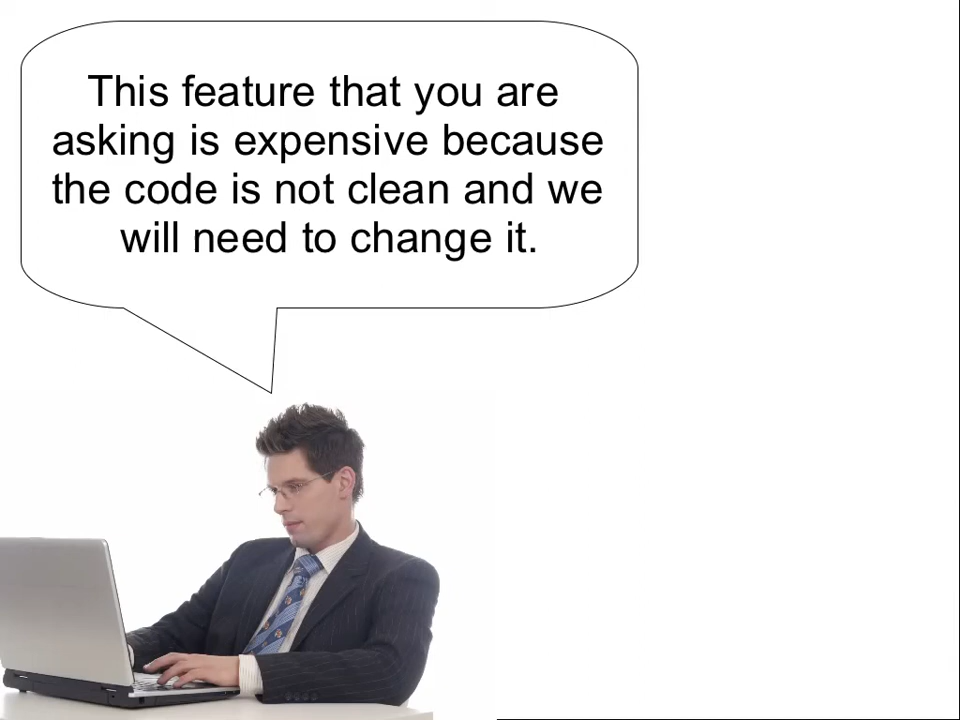 This feature that you are
asking is expensive because
the code is not clean and we
will need to change it.